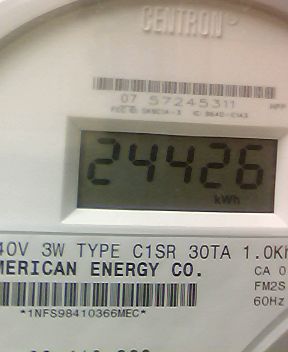 CENTRON
07 57245311
24426
kWh
40V 3W TYPE C1SR 30TA 1.0Kh
MERICAN ENERGY CO.
CA 0
FM2S
60Hz
*1NFS98410366MEC*